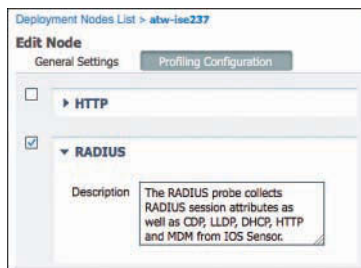 Deployment Nodes List > atw-ise237
Edit Node
General Settings Profiling Configuration
HTTP
RADIUS
Description The RADIUS probe collects
RADIUS session attributes as
well as CDP, LLDP, DHCP, HTTP
and MDM from IOS Sensor.